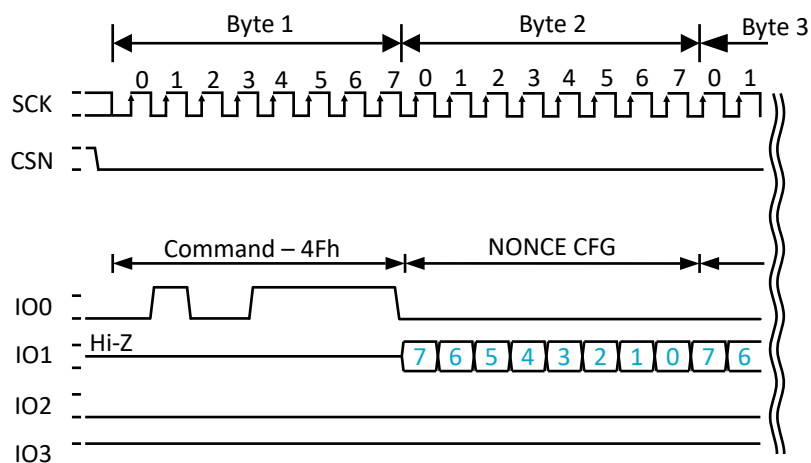 Byte 1 Byte 2 Byte 3
0 1 2 3 4 5 6 7 0 1 2 3 4 5 6 7 0 1
SCK
CSN
Command – 4Fh NONCE CFG
IO0
IO1 Hi-Z 7 6 5 4 3 2 1 0 7 6
IO2
IO3